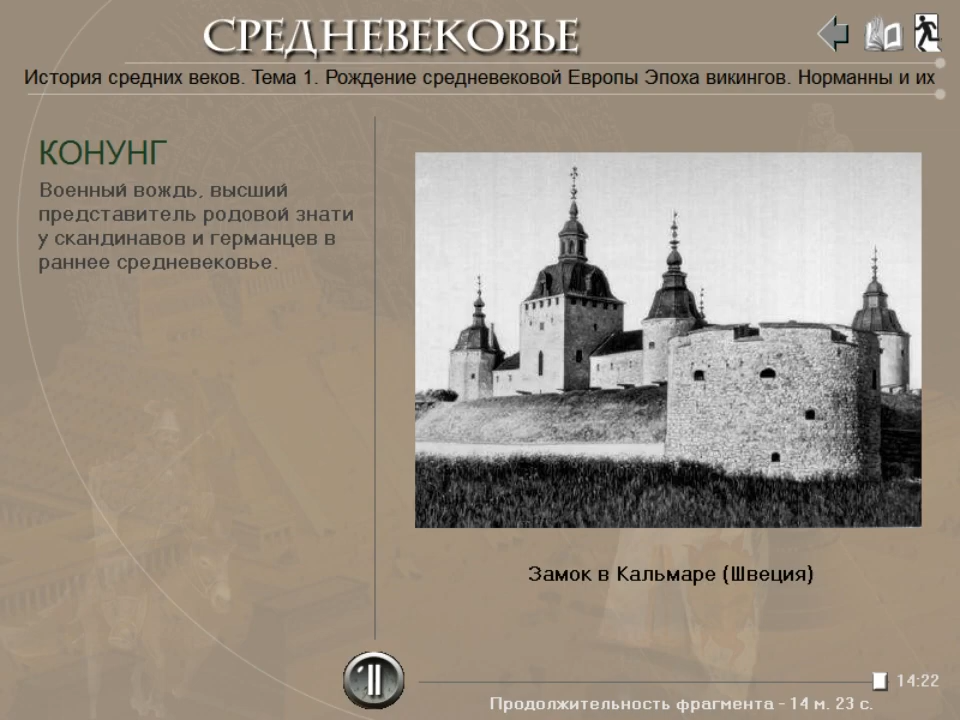 СРЕДНЕВЕКОВЬЕ
История средних веков. Тема 1. Рождение средневековой Европы Эпоха викингов. Норманны и их
КОНУНГ
Военный вождь, высший
представитель родовой знати
у скандинавов и германцев в
раннее средневековье.
Замок в Кальмаре (Швеция)
14:22
Продолжительность фрагмента - 14 м. 23 с.